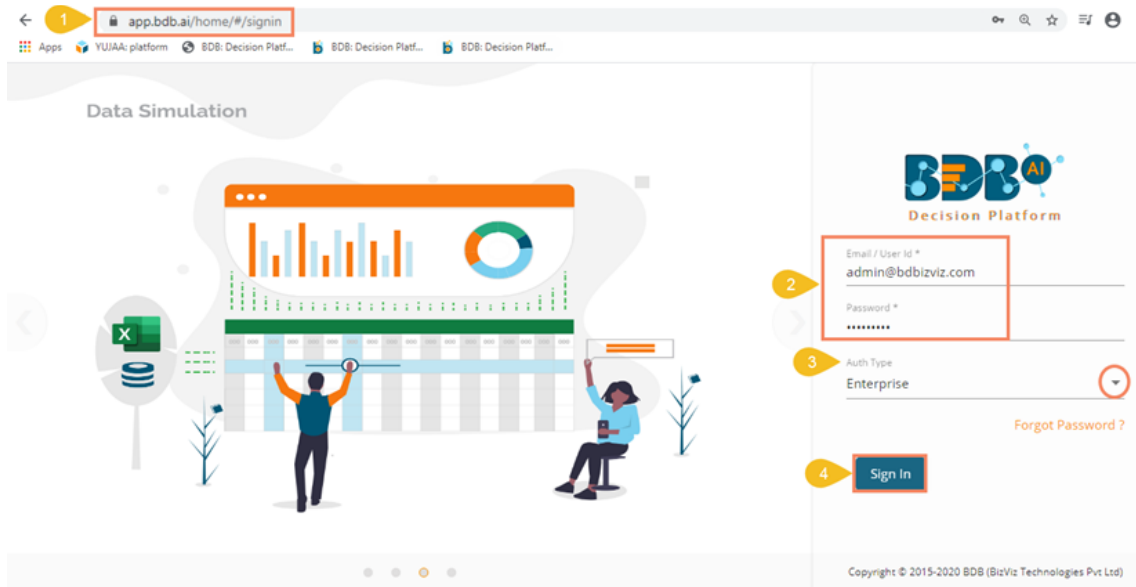 1
app.bdb.ai/home/#/signin
Apps YUJAA: platform BDB: Decision Platf... BDB: Decision Platf... BDB: Decision Platf...
Data Simulation
X
BDB AI
Decision Platform
2
Email / User Id *
admin@bdbizviz.com
Password *
•••••••••
3
Auth Type
Enterprise
Forgot Password ?
4
Sign In
Copyright © 2015-2020 BDB (BizViz Technologies Pvt Ltd)